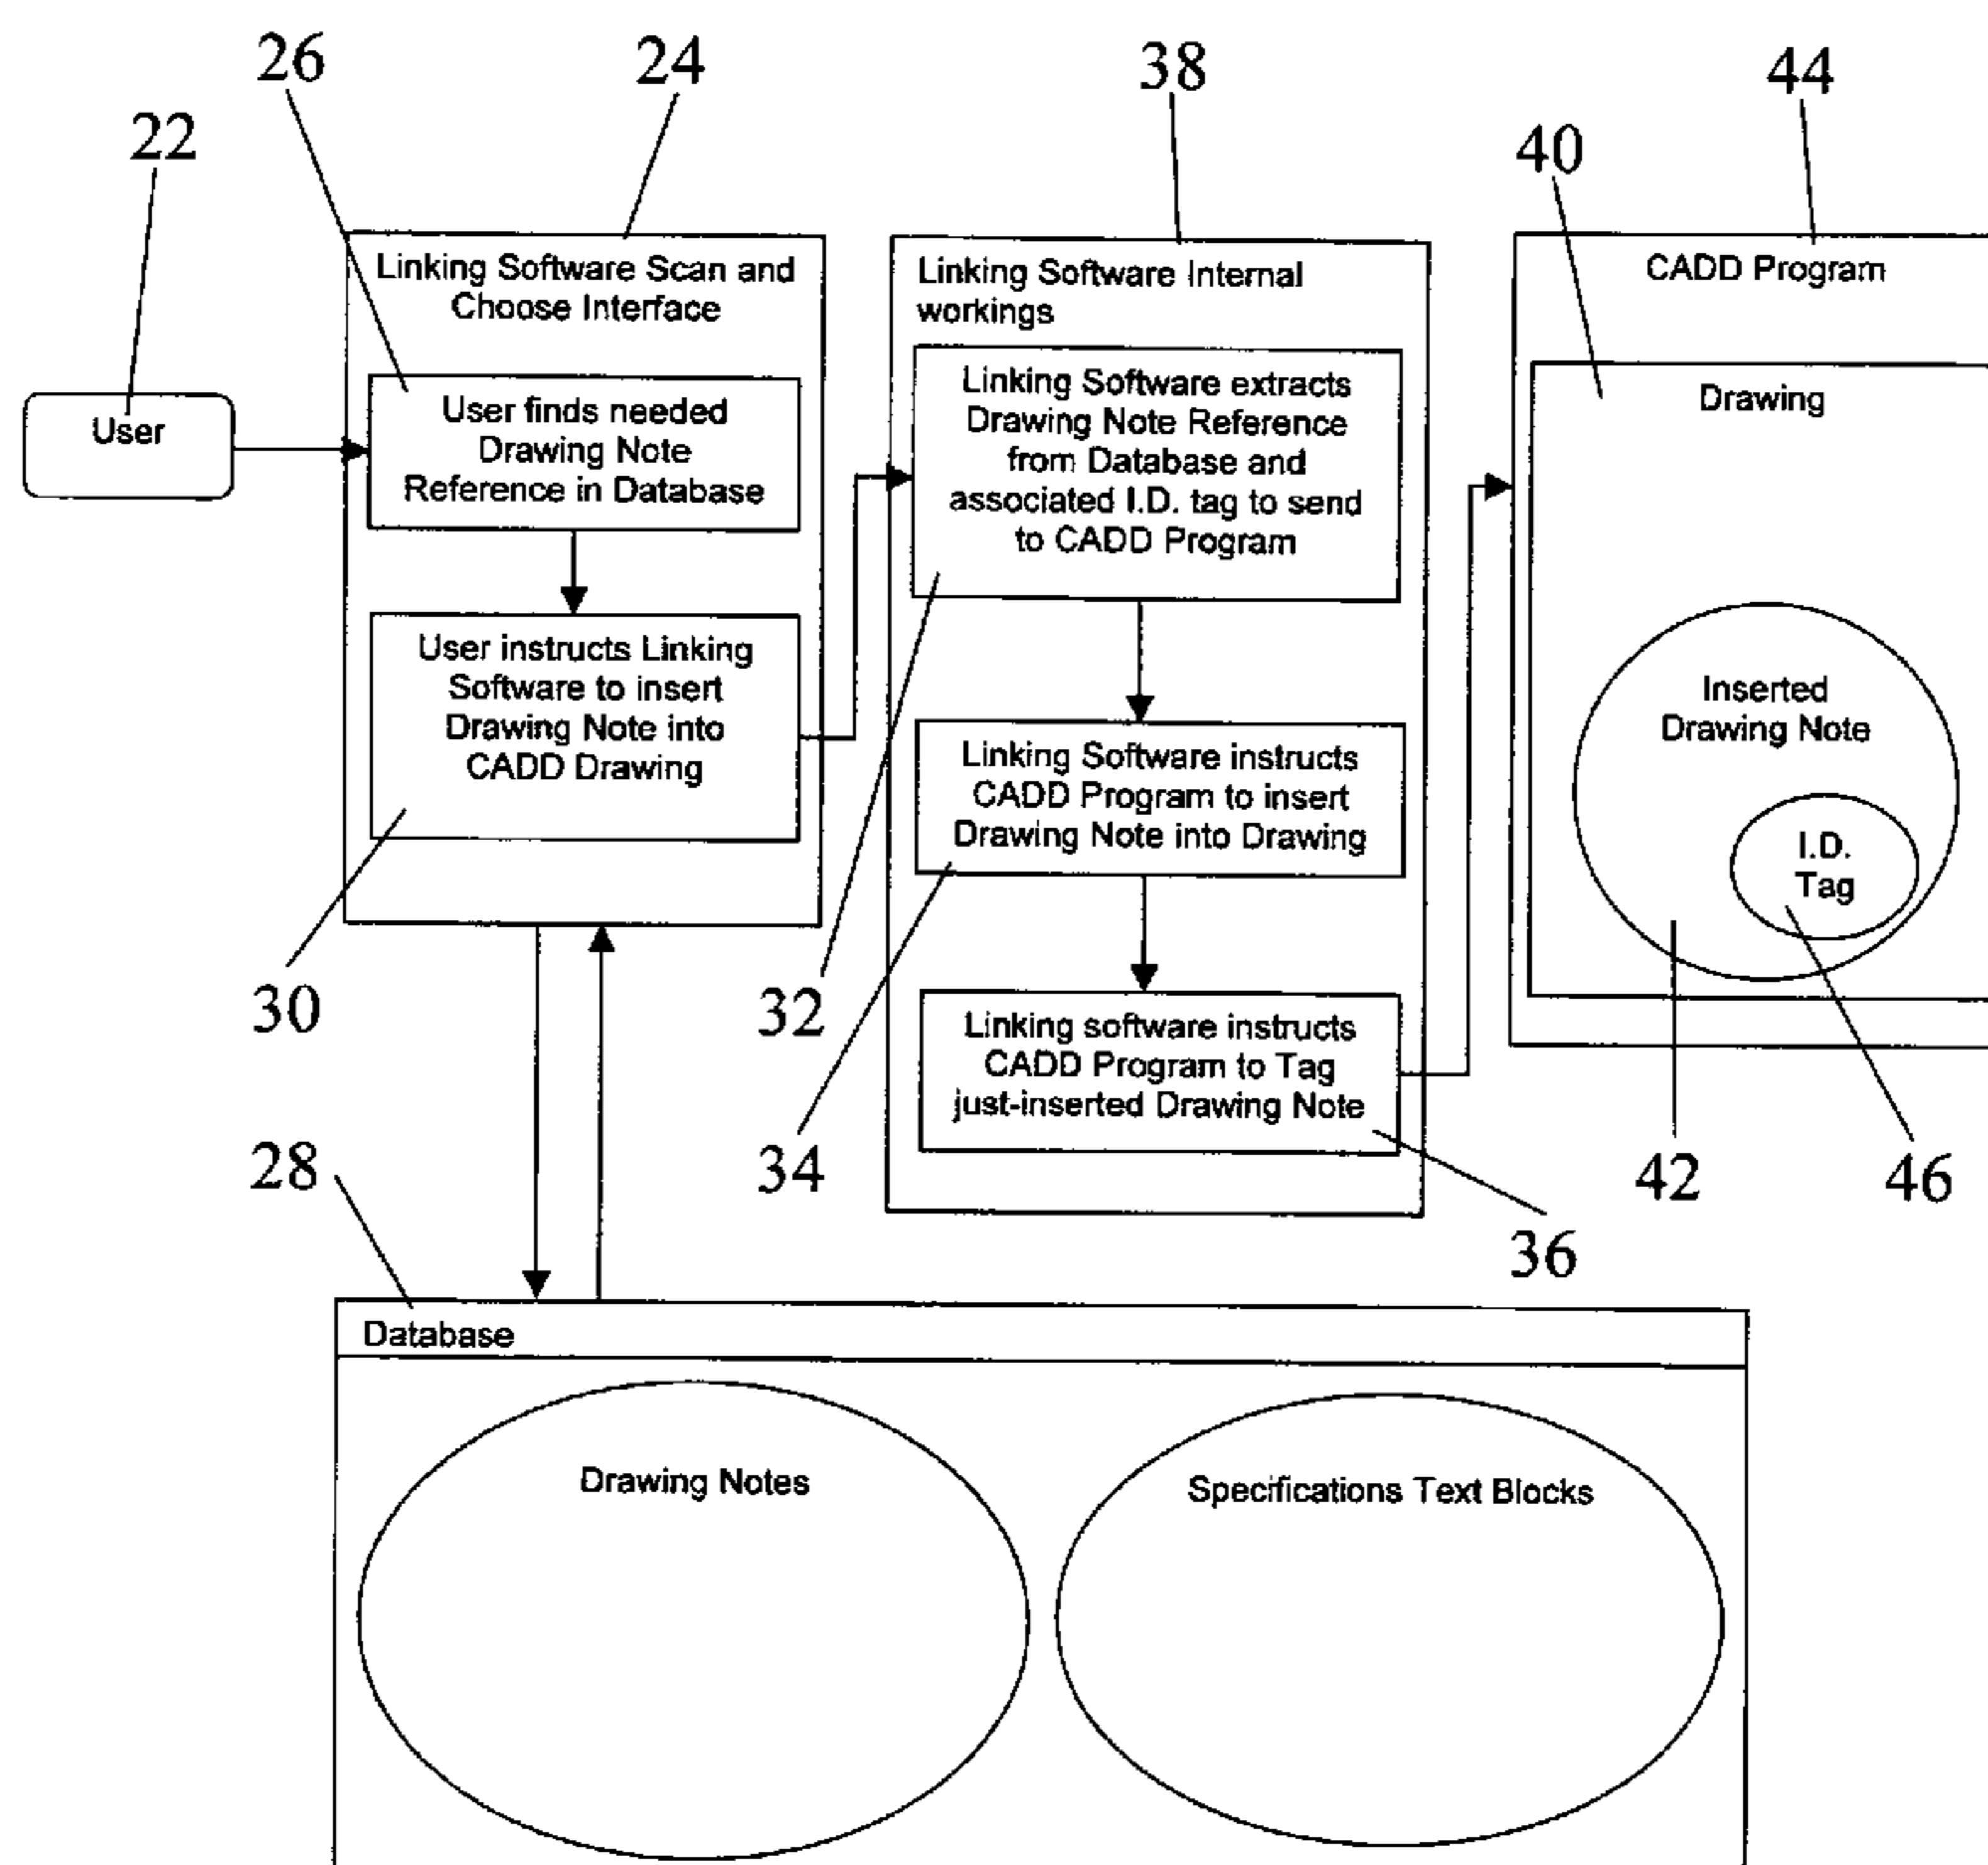 26
24
38
44
22
40
Linking Software Scan and
Choose Interface
User
User finds needed
Drawing Note
Reference in Database
User instructs Linking
Software to insert
Drawing Note into
CADD Drawing
30
Linking Software Internal
workings
Linking Software extracts
Drawing Note Reference
from Database and
associated I.D. tag to send
to CADD Program
32
Linking Software instructs
CADD Program to insert
Drawing Note into Drawing
34
Linking software instructs
CADD Program to Tag
just-inserted Drawing Note
36
CADD Program
Drawing
Inserted
Drawing Note
I.D.
Tag
42
46
28
Database
Drawing Notes
Specifications Text Blocks